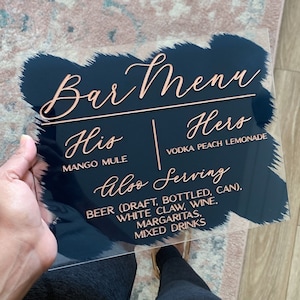 Bar Menu
His
MANGO MULE
Hers
VODKA PEACH LEMONADE
Also Serving
BEER (DRAFT, BOTTLED, CAN),
WHITE CLAW, WINE,
MARGARITAS,
MIXED DRINKS